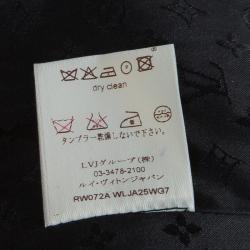 dry clean
タンブラー乾燥しないで下さい。
LVJグループ(株)
03-3478-2100
ルイ・ヴィトンジャパン
RW072A WLJA25WG7